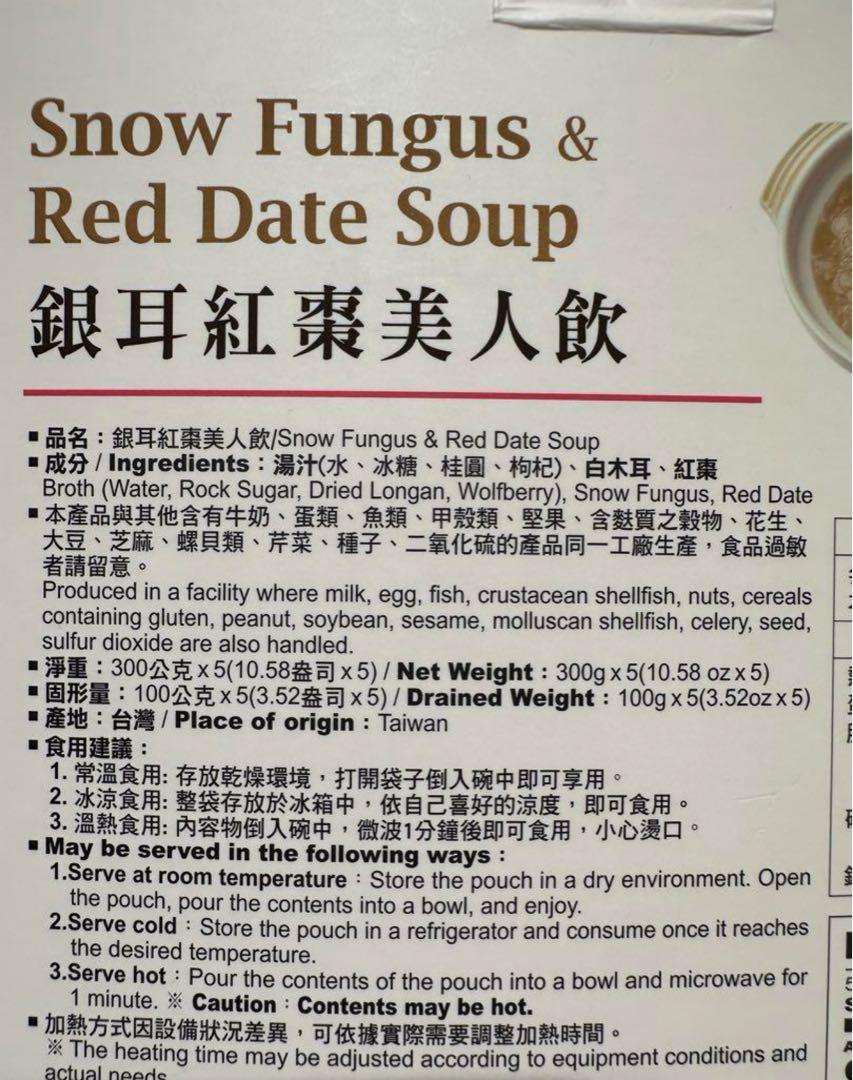 Snow Fungus &
Red Date Soup
銀耳紅棗美人飲
▪品名：銀耳紅棗美人飲/Snow Fungus & Red Date Soup
▪成分 / Ingredients：湯汁(水、冰糖、桂圓、枸杞)、白木耳、紅棗
Broth (Water, Rock Sugar, Dried Longan, Wolfberry), Snow Fungus, Red Date
▪本產品與其他含有牛奶、蛋類、魚類、甲殼類、堅果、含麩質之穀物、花生、
大豆、芝麻、螺貝類、芹菜、種子、二氧化硫的產品同一工廠生產，食品過敏
者請留意。
Produced in a facility where milk, egg, fish, crustacean shellfish, nuts, cereals
containing gluten, peanut, soybean, sesame, molluscan shellfish, celery, seed,
sulfur dioxide are also handled.
▪淨重：300公克 x 5(10.58盎司 x 5) / Net Weight：300g x 5(10.58 oz x 5)
▪固形量：100公克 x 5(3.52盎司 x 5) / Drained Weight：100g x 5(3.52oz x 5)
▪產地：台灣 / Place of origin：Taiwan
▪食用建議：
1. 常溫食用: 存放乾燥環境，打開袋子倒入碗中即可享用。
2. 冰涼食用: 整袋存放於冰箱中，依自己喜好的涼度，即可食用。
3. 溫熱食用: 內容物倒入碗中，微波1分鐘後即可食用，小心燙口。
▪May be served in the following ways：
1.Serve at room temperature：Store the pouch in a dry environment. Open
the pouch, pour the contents into a bowl, and enjoy.
2.Serve cold：Store the pouch in a refrigerator and consume once it reaches
the desired temperature.
3.Serve hot：Pour the contents of the pouch into a bowl and microwave for
1 minute. ※ Caution：Contents may be hot.
▪加熱方式因設備狀況差異，可依據實際需要調整加熱時間。
※ The heating time may be adjusted according to equipment conditions and
actual needs